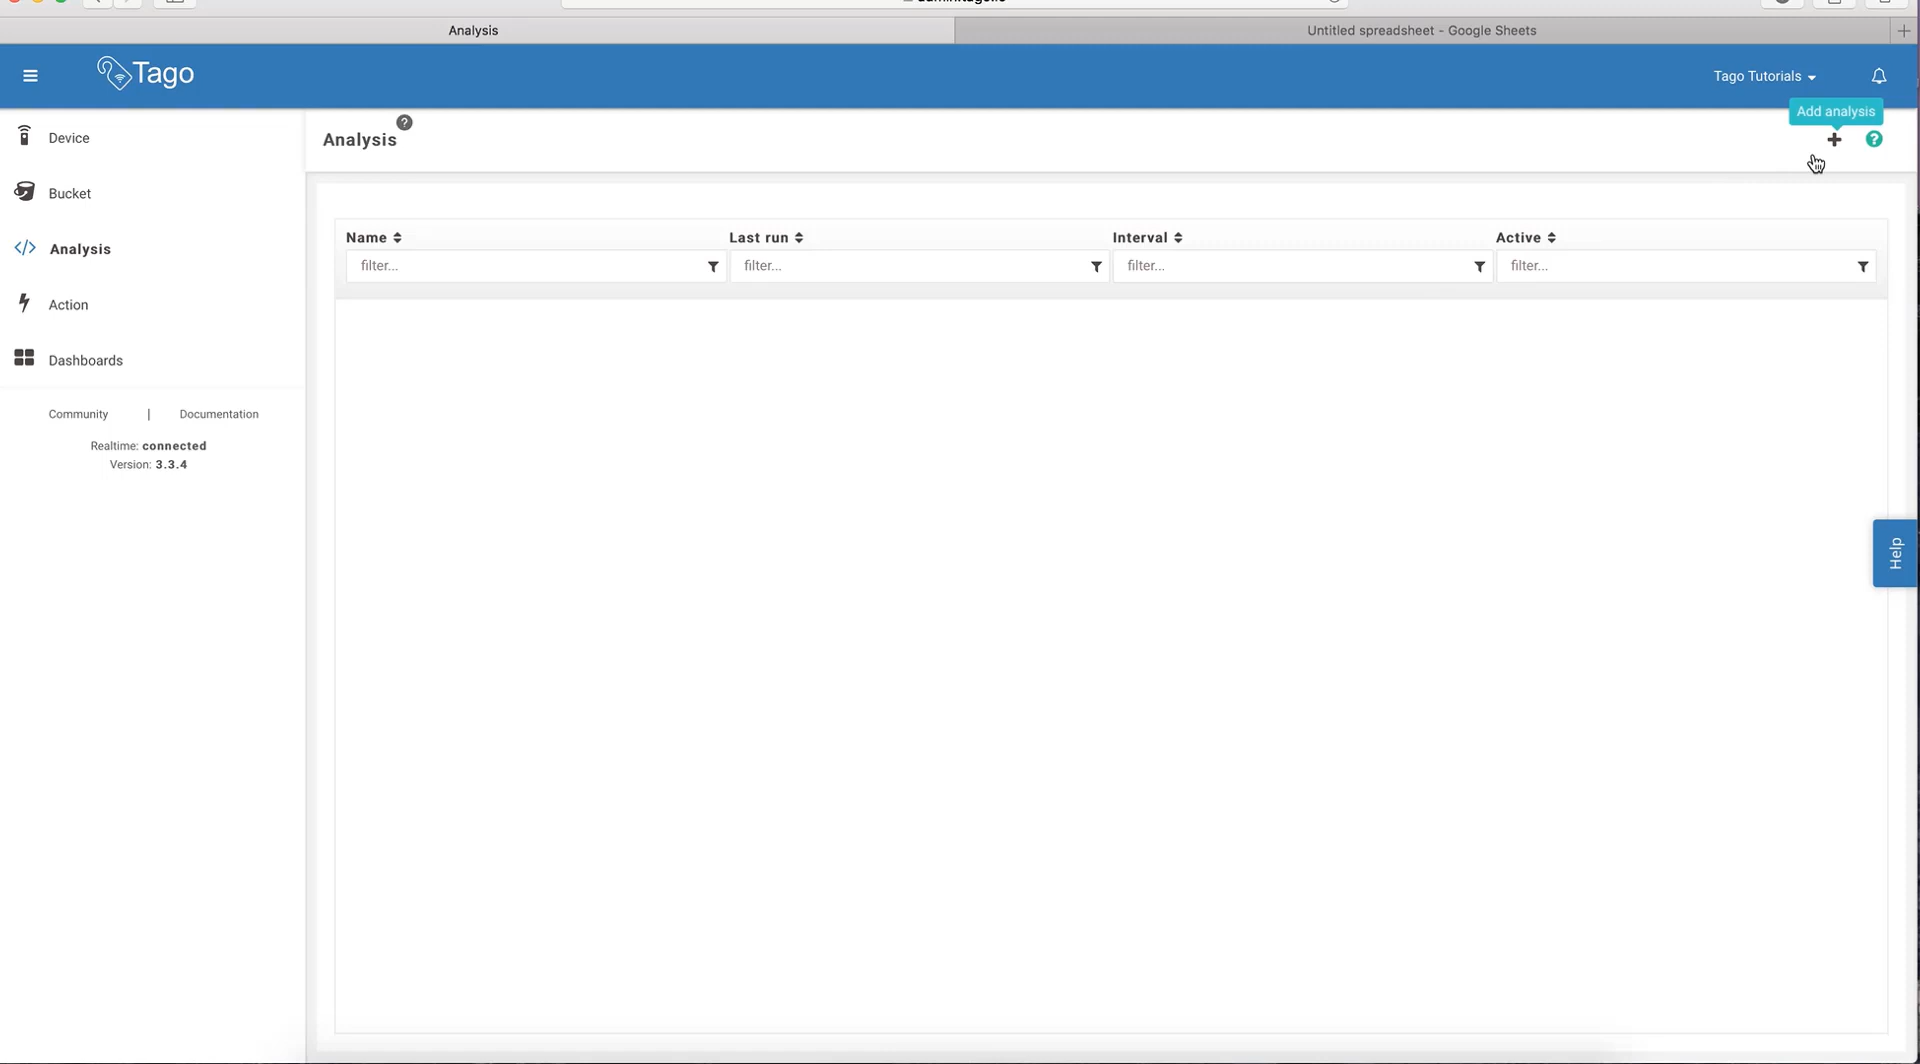 Analysis
Untitled spreadsheet - Google Sheets
Tago
Tago Tutorials
Add analysis
Device
Bucket
Analysis
Action
Dashboards
Community | Documentation
Realtime: connected
Version: 3.3.4
Analysis ?
+ ?
Name Last run Interval Active
filter... filter... filter... filter...
Help